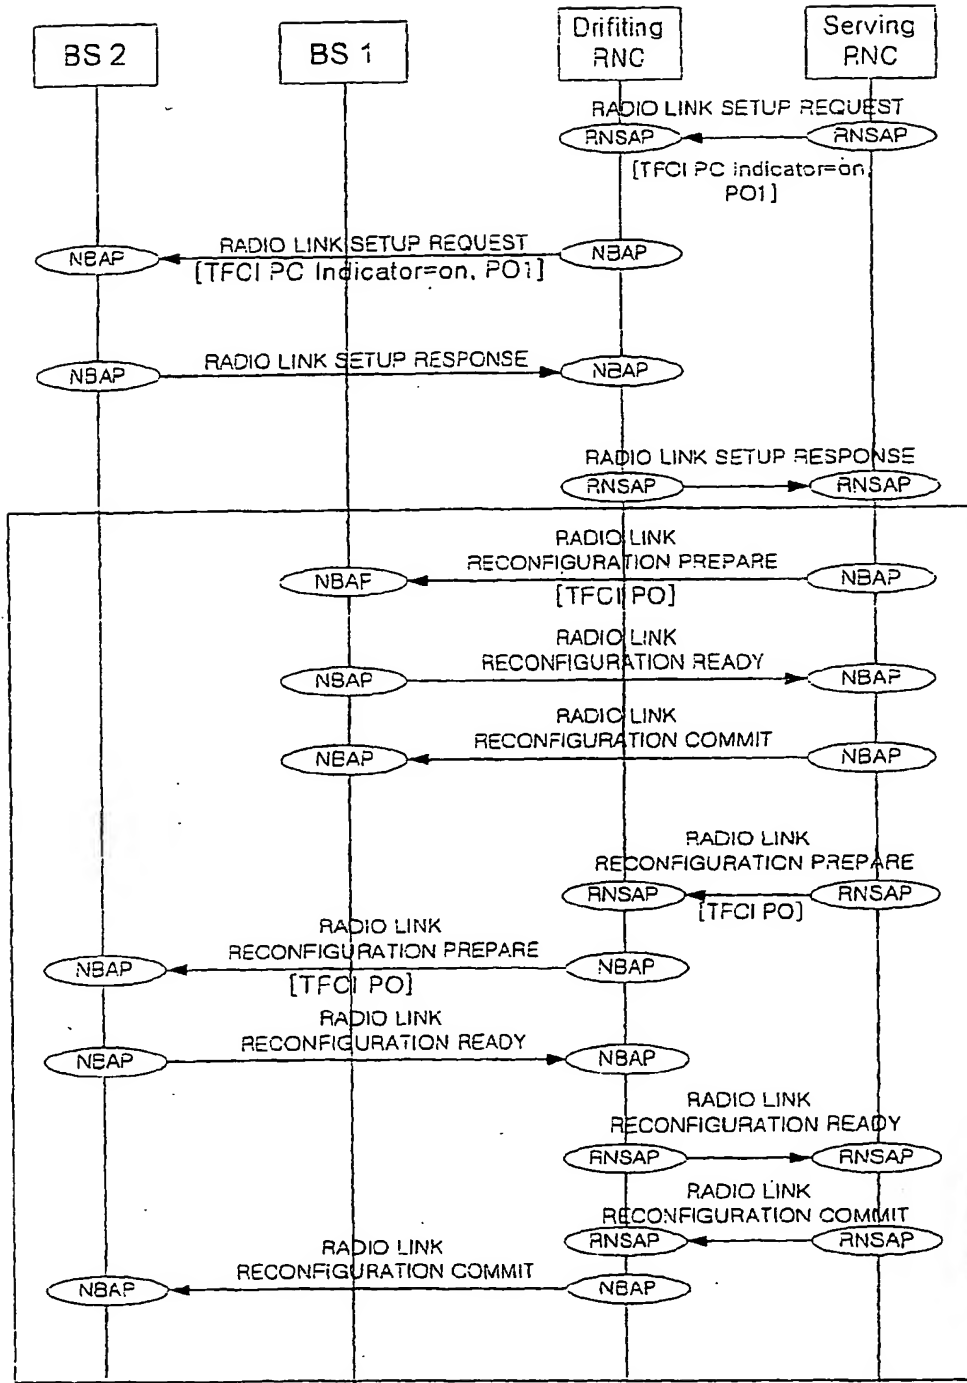 BS 2
BS 1
Drifiting
RNC
Serving
RNC
RADIO LINK SETUP REQUEST
RNSAP
RNSAP
[TFCI PC Indicator=on,
PO1]
RADIO LINK SETUP REQUEST
NBAP
NBAP
[TFCI PC Indicator=on, PO1]
RADIO LINK SETUP RESPONSE
NBAP
NBAP
RADIO LINK SETUP RESPONSE
RNSAP
RNSAP
RADIO LINK
RECONFIGURATION PREPARE
NBAP
NBAP
[TFCI PO]
RADIO LINK
RECONFIGURATION READY
NBAP
NBAP
RADIO LINK
RECONFIGURATION COMMIT
NBAP
NBAP
RADIO LINK
RECONFIGURATION PREPARE
RNSAP
RNSAP
[TFCI PO]
RADIO LINK
RECONFIGURATION PREPARE
NBAP
NBAP
[TFCI PO]
RADIO LINK
RECONFIGURATION READY
NBAP
NBAP
RADIO LINK
RECONFIGURATION READY
RNSAP
RNSAP
RADIO LINK
RECONFIGURATION COMMIT
RNSAP
RNSAP
RADIO LINK
RECONFIGURATION COMMIT
NBAP
NBAP